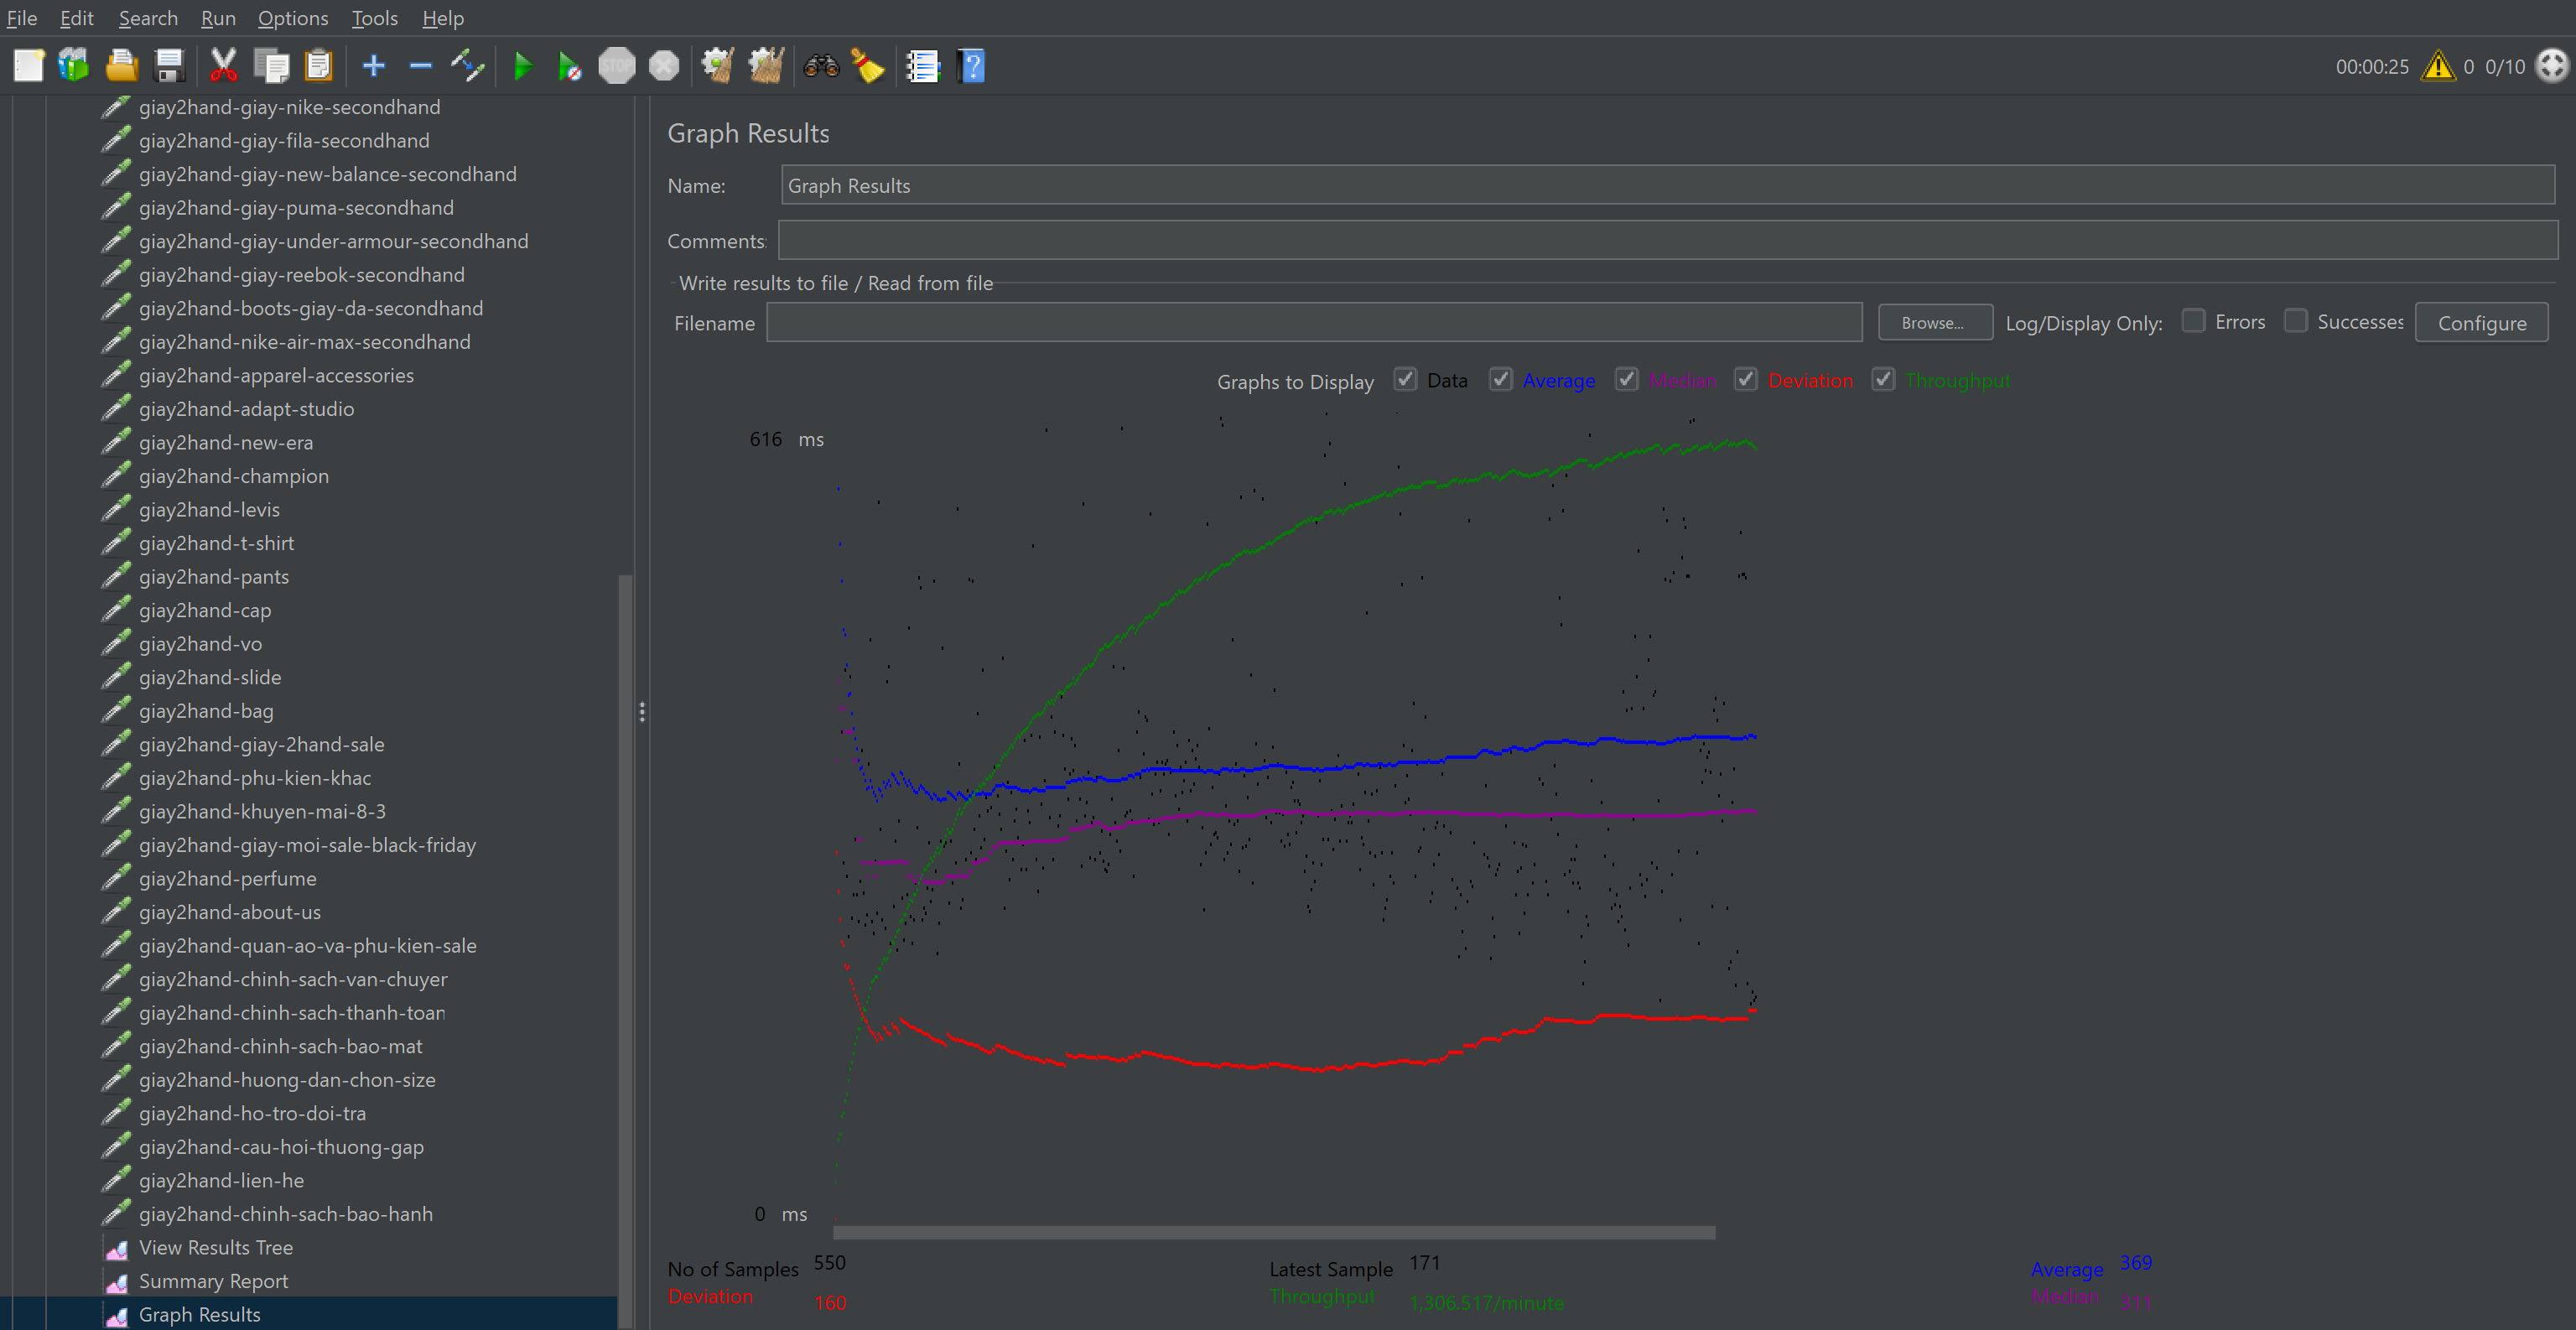 File Edit Search Run Options Tools Help
STOP
00:00:25 0 0/10
giay2hand-giay-nike-secondhand
giay2hand-giay-fila-secondhand
giay2hand-giay-new-balance-secondhand
giay2hand-giay-puma-secondhand
giay2hand-giay-under-armour-secondhand
giay2hand-giay-reebok-secondhand
giay2hand-boots-giay-da-secondhand
giay2hand-nike-air-max-secondhand
giay2hand-apparel-accessories
giay2hand-adapt-studio
giay2hand-new-era
giay2hand-champion
giay2hand-levis
giay2hand-t-shirt
giay2hand-pants
giay2hand-cap
giay2hand-vo
giay2hand-slide
giay2hand-bag
giay2hand-giay-2hand-sale
giay2hand-phu-kien-khac
giay2hand-khuyen-mai-8-3
giay2hand-giay-moi-sale-black-friday
giay2hand-perfume
giay2hand-about-us
giay2hand-quan-ao-va-phu-kien-sale
giay2hand-chinh-sach-van-chuyer
giay2hand-chinh-sach-thanh-toan
giay2hand-chinh-sach-bao-mat
giay2hand-huong-dan-chon-size
giay2hand-ho-tro-doi-tra
giay2hand-cau-hoi-thuong-gap
giay2hand-lien-he
giay2hand-chinh-sach-bao-hanh
View Results Tree
Summary Report
Graph Results
Graph Results
Name: Graph Results
Comments:
Write results to file / Read from file
Filename Browse... Log/Display Only: Errors Successes Configure
Graphs to Display Data Average Median Deviation Throughput
616 ms
0 ms
No of Samples 550 Latest Sample 171 Average 369
Deviation 160 Throughput 1,306.517/minute Median 311